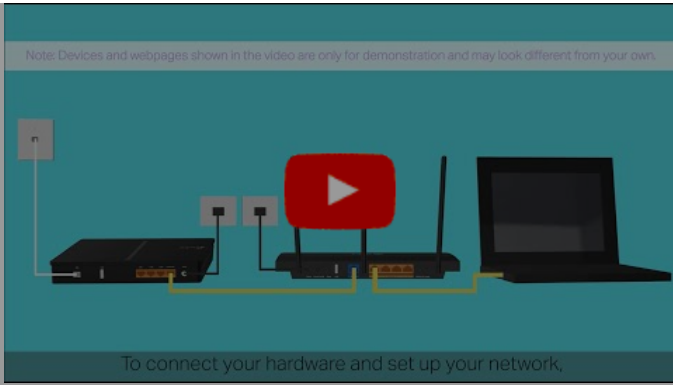 Note: Devices and webpages shown in the video are only for demonstration and may look different from your own.
To connect your hardware and set up your network,